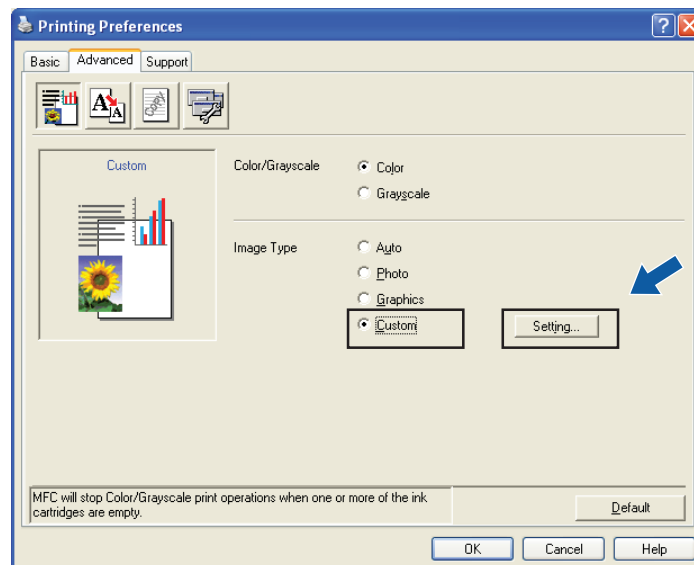 Printing Preferences
Basic
Advanced
Support
Custom
Color/Grayscale
Color
Grayscale
Image Type
Auto
Photo
Graphics
Custom
Setting...
MFC will stop Color/Grayscale print operations when one or more of the ink
cartridges are empty.
Default
OK
Cancel
Help